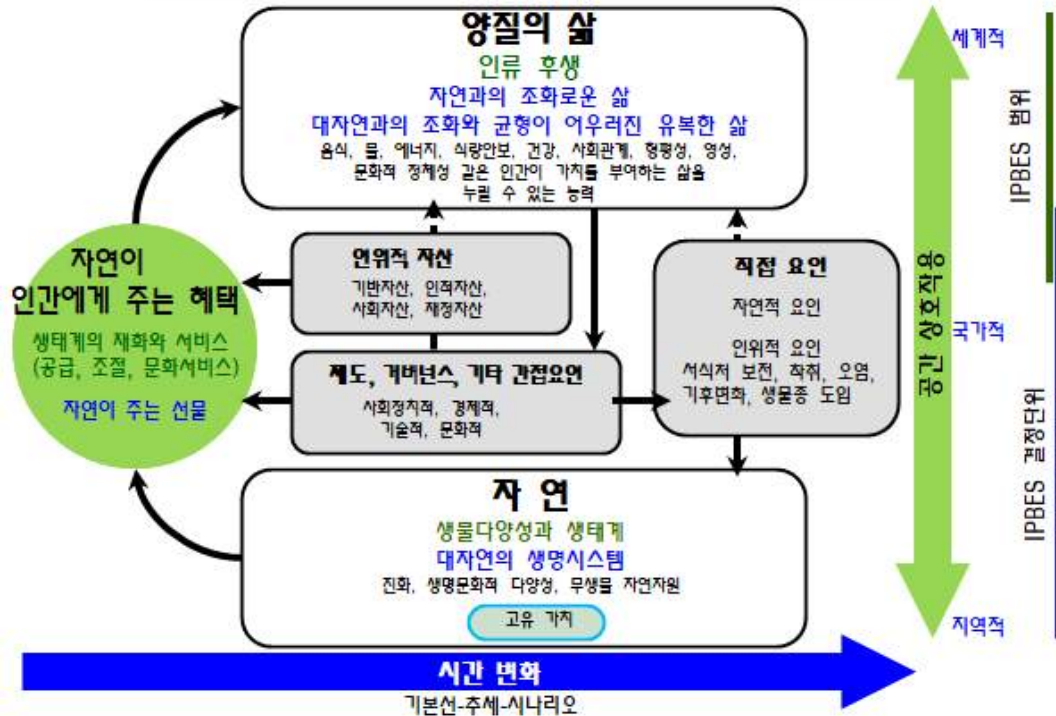 양질의 삶
인류 후생
자연과의 조화로운 삶
대자연과의 조화와 균형이 어우러진 유복한 삶
음식, 물, 에너지, 식량안보, 건강, 사회관계, 형평성, 영성,
문화적 정체성 같은 인간이 가치를 부여하는 삶을
누릴 수 있는 능력
자연이
인간에게 주는 혜택
생태계의 재화와 서비스
(공급, 조절, 문화서비스)
자연이 주는 선물
인위적 자산
기반자산, 인적자산,
사회자산, 재정자산
제도, 거버넌스, 기타 간접요인
사회정치적, 경제적,
기술적, 문화적
직접 요인
자연적 요인
인위적 요인
서식처 보전, 착취, 오염,
기후변화, 생물종 도입
자 연
생물다양성과 생태계
대자연의 생명시스템
진화, 생명문화적 다양성, 무생물 자연자원
고유 가치
시간 변화
기본선-추세-시나리오
공간 상호작용
세계적
국가적
지역적
IPBES 범위
IPBES 결정단위